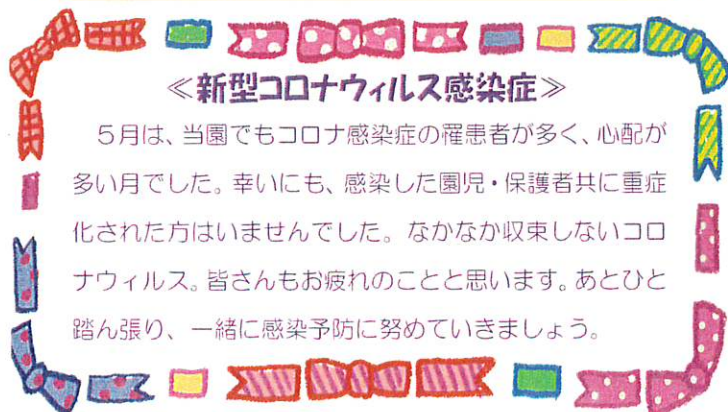 ≪新型コロナウィルス感染症≫
　５月は、当園でもコロナ感染症の罹患者が多く、心配が
多い月でした。幸いにも、感染した園児・保護者共に重症
化された方はいませんでした。なかなか収束しないコロ
ナウィルス。皆さんもお疲れのことと思います。あとひと
踏ん張り、一緒に感染予防に努めていきましょう。